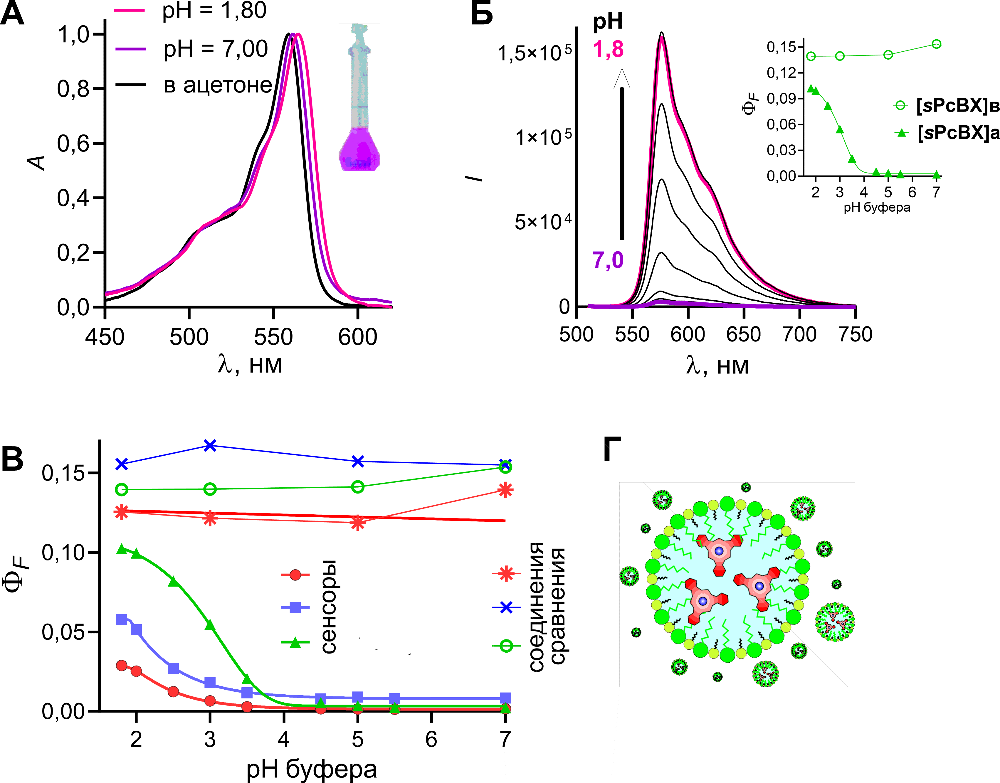 А
pH = 1,80
pH = 7,00
в ацетоне
1,0
0,8
0,6
0,4
0,2
0,0
A
450
500
550
600
λ, нм
Б
pH
1,8
7,0
1,5×10⁵
1×10⁵
5×10⁴
0
I
500
550
600
650
700
750
λ, нм
0,15
0,12
0,09
0,06
0,03
0,00
ΦF
2
3
4
5
6
7
pH буфера
[sPcBX]в
[sPcBX]а
В
0,15
0,10
0,05
0,00
ΦF
2
3
4
5
6
7
pH буфера
сенсоры
соединения
сравнения
Г